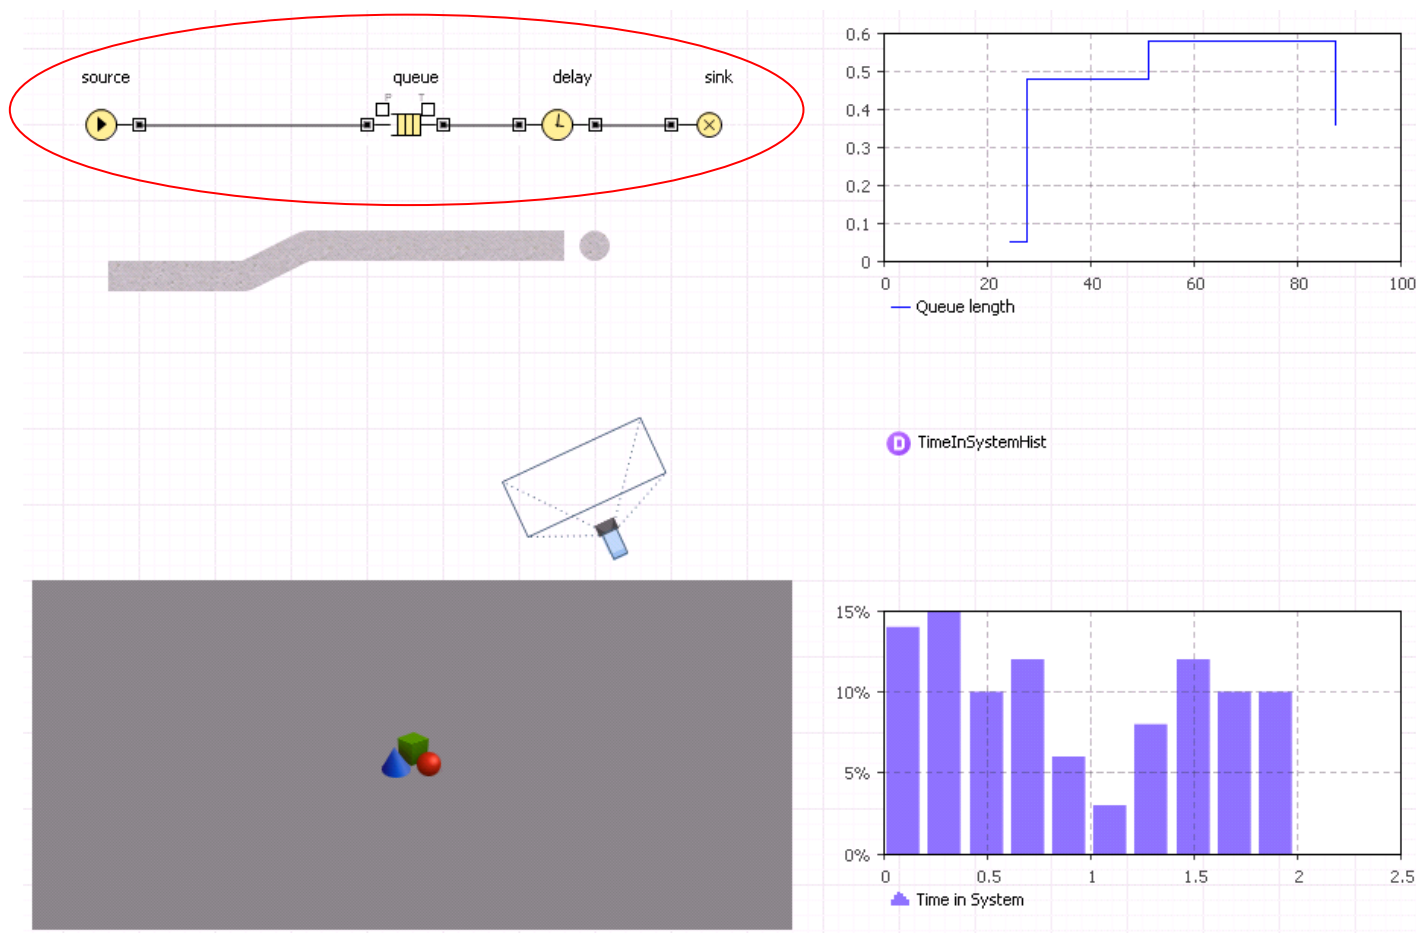 source
queue
delay
sink
P
T
0.6
0.5
0.4
0.3
0.2
0.1
0
0 20 40 60 80 100
Queue length
D TimeInSystemHist
15%
10%
5%
0%
0 0.5 1 1.5 2 2.5
Time in System